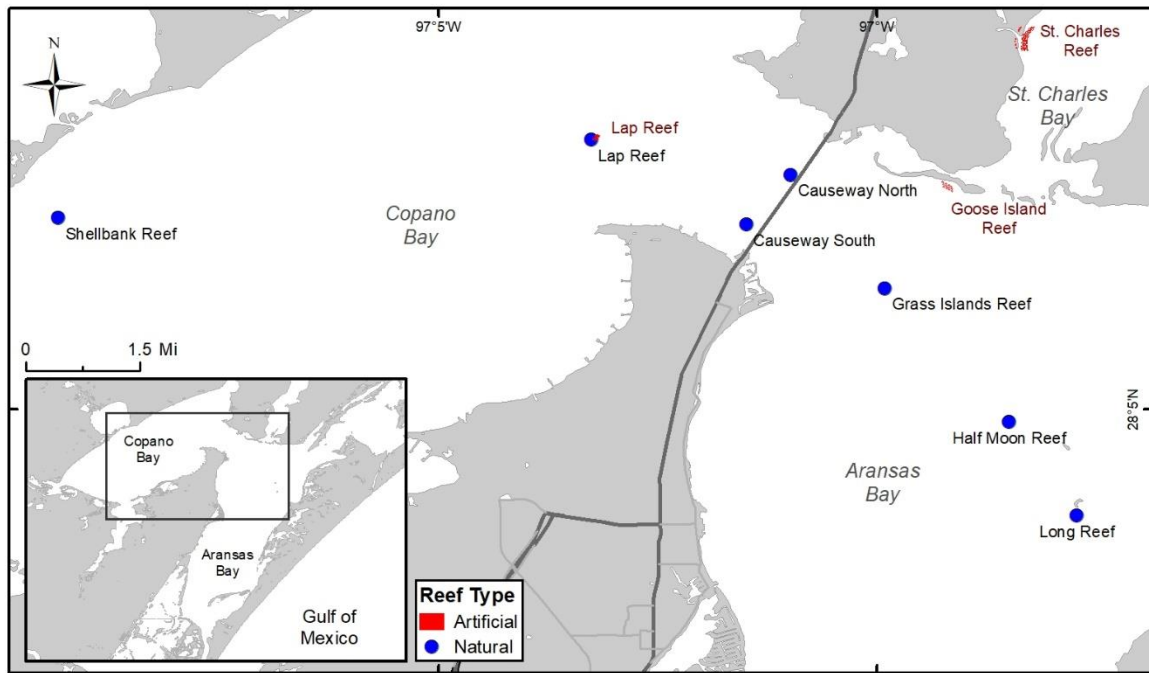 97°5'W
97°W
N
St. Charles
Reef
St. Charles
Bay
Lap Reef
Lap Reef
Causeway North
Goose Island
Reef
Copano
Bay
Shellbank Reef
Causeway South
Grass Islands Reef
0
1.5 Mi
28°5'N
Half Moon Reef
Aransas
Bay
Long Reef
Copano
Bay
Aransas
Bay
Gulf of
Mexico
Reef Type
Artificial
Natural